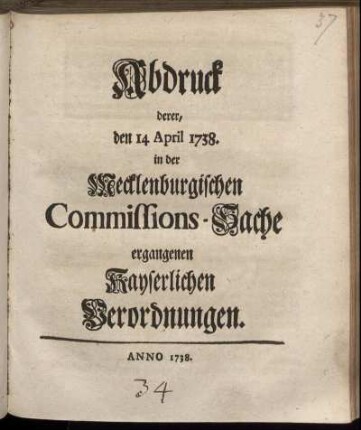 37
Abdruck
derer,
den 14 April 1738.
in der
Mecklenburgischen
Commissions-Sache
ergangenen
Kayserlichen
Verordnungen.
ANNO 1738.
34